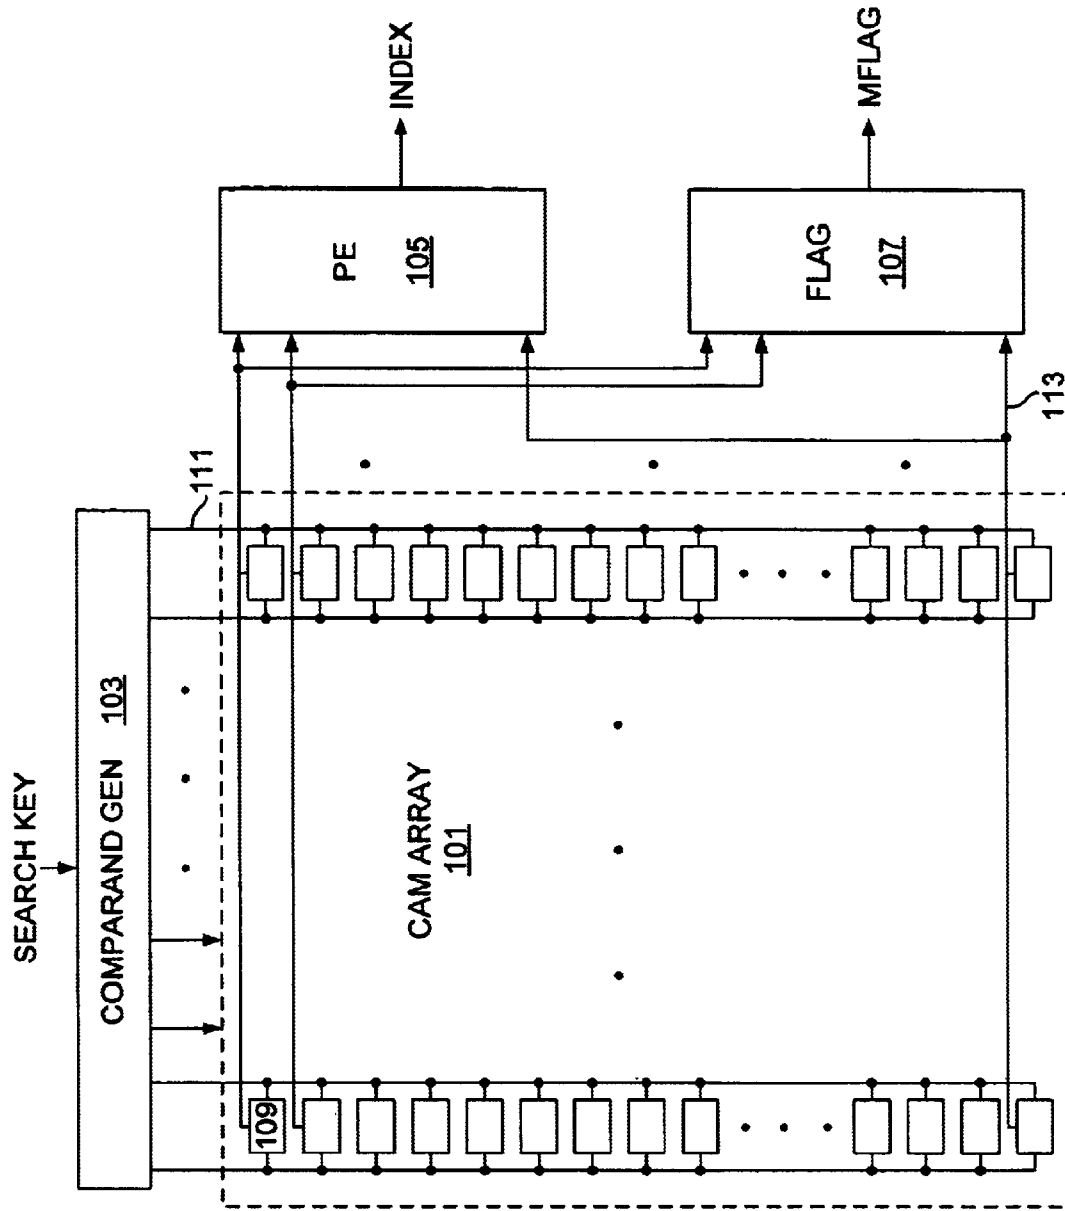 SEARCH KEY
COMPARAND GEN 103
111
109
CAM ARRAY
101
PE
105
INDEX
FLAG
107
MFLAG
113